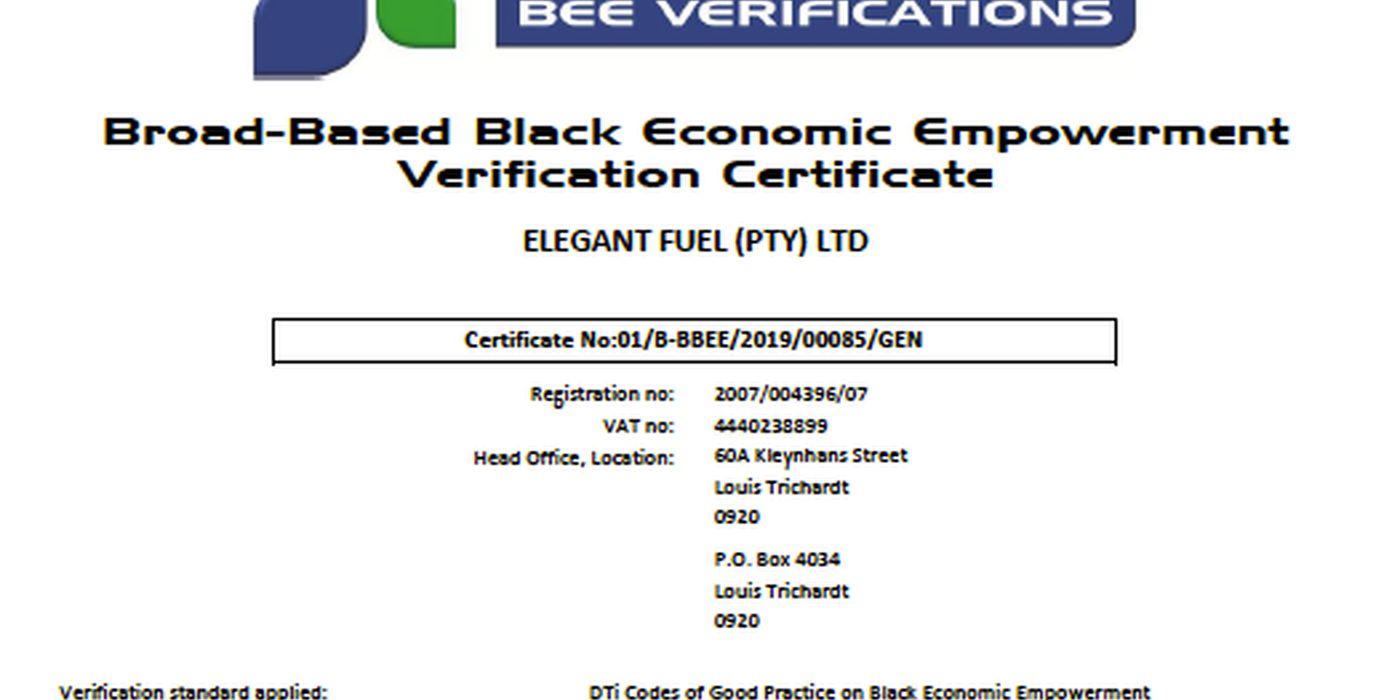 BEE VERIFICATIONS
Broad-Based Black Economic Empowerment
Verification Certificate
ELEGANT FUEL (PTY) LTD
Certificate No:01/B-BBEE/2019/00085/GEN
Registration no: 2007/004396/07
VAT no: 4440238899
Head Office, Location: 60A Kleynhans Street
Louis Trichardt
0920
P.O. Box 4034
Louis Trichardt
0920
Verification standard applied: DTi Codes of Good Practice on Black Economic Empowerment